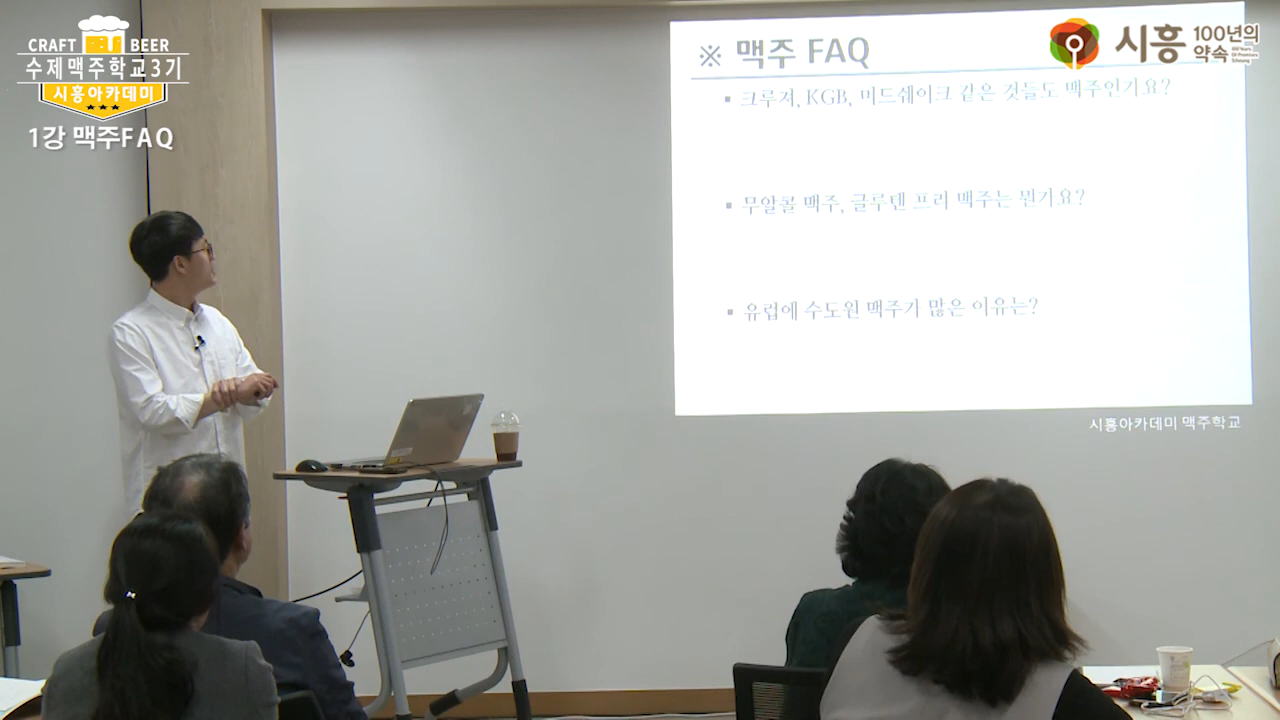 CRAFT BEER
수제맥주학교3기
시흥아카데미
1강 맥주FAQ
시흥 100년의 약속
※ 맥주 FAQ
▪ 크루져, KGB, 머드쉐이크 같은 것들도 맥주인가요?
▪ 무알콜 맥주, 글루텐 프리 맥주는 뭔가요?
▪ 유럽에 수도원 맥주가 많은 이유는?
시흥아카데미 맥주학교